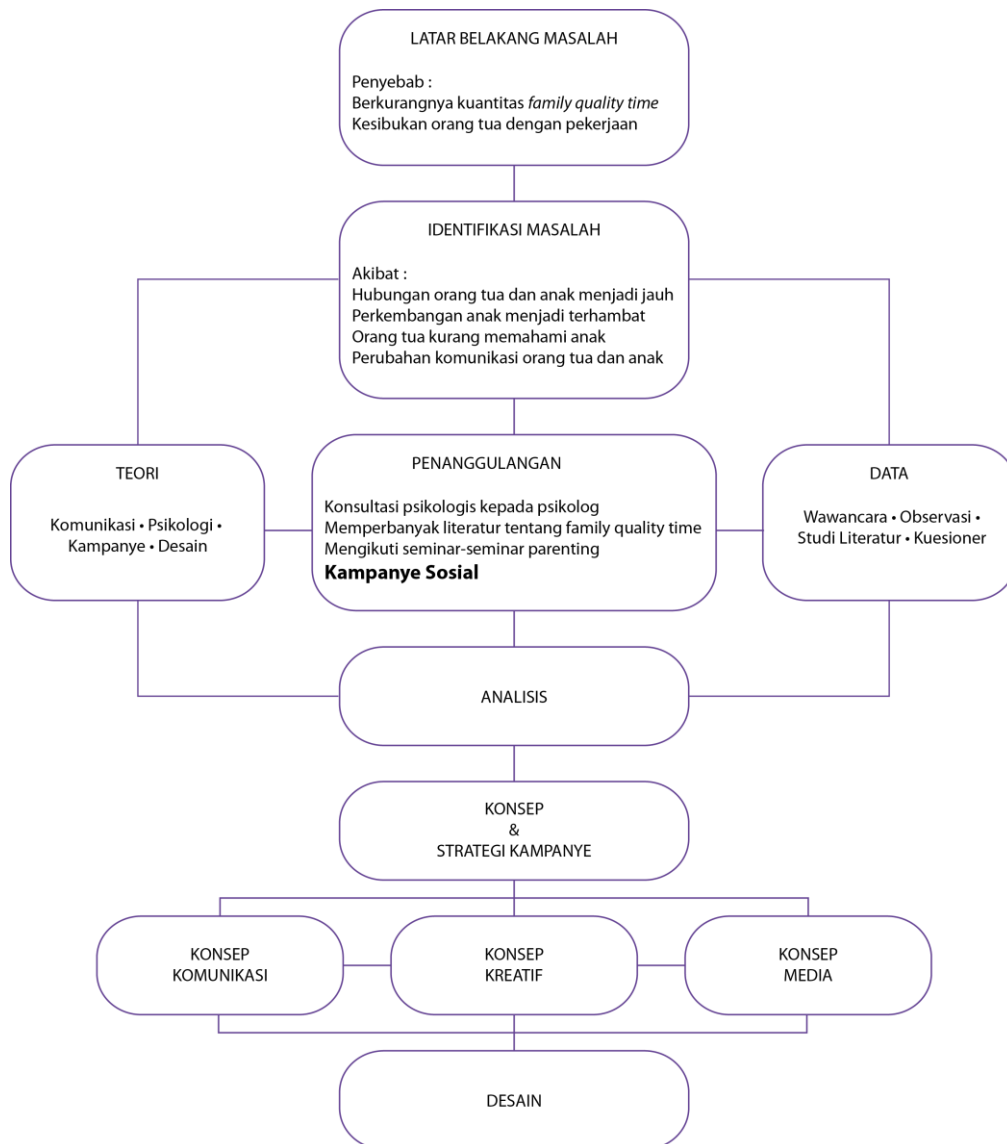 LATAR BELAKANG MASALAH
Penyebab :
Berkurangnya kuantitas family quality time
Kesibukan orang tua dengan pekerjaan
IDENTIFIKASI MASALAH
Akibat :
Hubungan orang tua dan anak menjadi jauh
Perkembangan anak menjadi terhambat
Orang tua kurang memahami anak
Perubahan komunikasi orang tua dan anak
TEORI
Komunikasi • Psikologi •
Kampanye • Desain
PENANGGULANGAN
Konsultasi psikologis kepada psikolog
Memperbanyak literatur tentang family quality time
Mengikuti seminar-seminar parenting
Kampanye Sosial
DATA
Wawancara • Observasi •
Studi Literatur • Kuesioner
ANALISIS
KONSEP
&
STRATEGI KAMPANYE
KONSEP
KOMUNIKASI
KONSEP
KREATIF
KONSEP
MEDIA
DESAIN